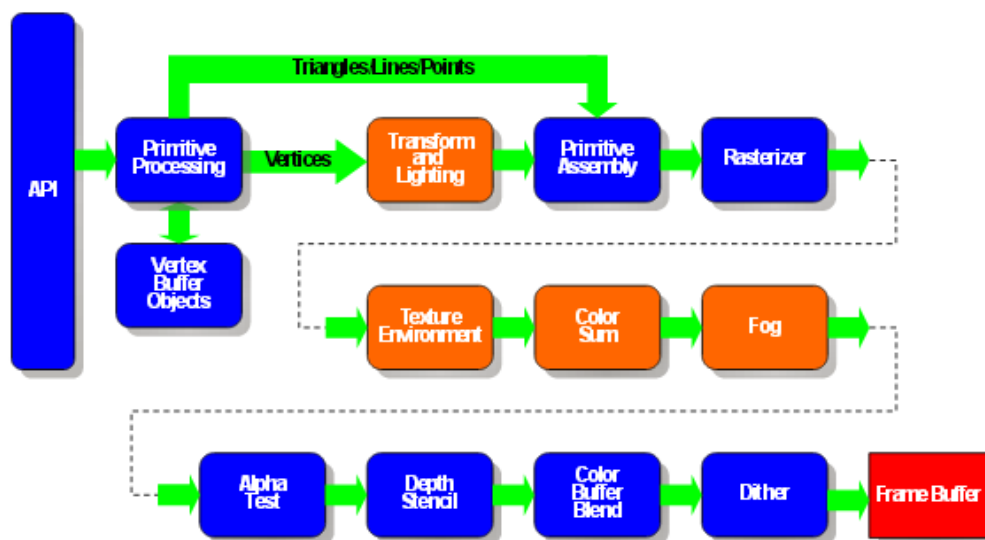 Triangles/Lines/Points
API
Primitive
Processing
Vertices
Transform
and
Lighting
Primitive
Assembly
Rasterizer
Vertex
Buffer
Objects
Texture
Environment
Color
Sum
Fog
Alpha
Test
Depth
Stencil
Color
Buffer
Blend
Dither
Frame Buffer